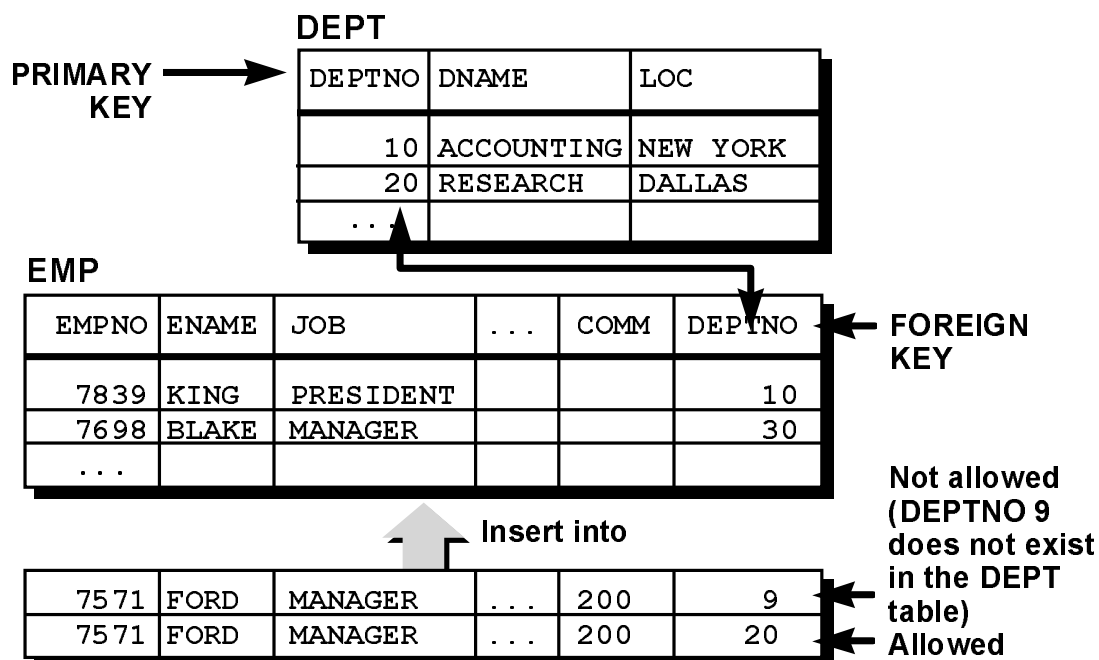 DEPT
PRIMARY
KEY
DEPTNO DNAME LOC
10 ACCOUNTING NEW YORK
20 RESEARCH DALLAS
...
EMP
EMPNO ENAME JOB ... COMM DEPTNO
FOREIGN
KEY
7839 KING PRESIDENT 10
7698 BLAKE MANAGER 30
...
Insert into
Not allowed
(DEPTNO 9
does not exist
in the DEPT
table)
7571 FORD MANAGER ... 200 9
7571 FORD MANAGER ... 200 20
Allowed